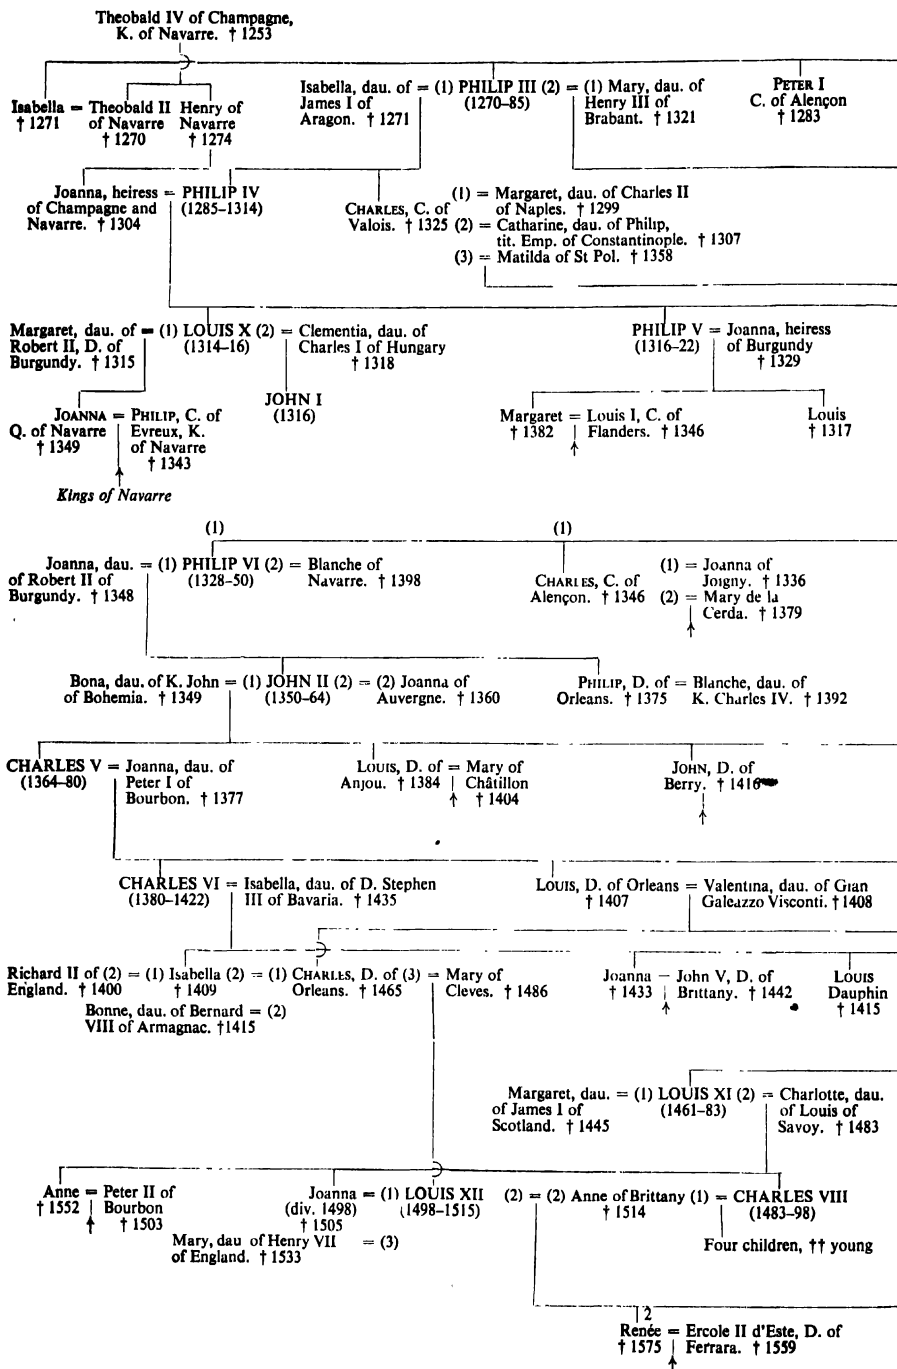 Theobald IV of Champagne,
K. of Navarre. † 1253
Isabella = Theobald II Henry of
† 1271 of Navarre Navarre
† 1270 † 1274
Isabella, dau. of = (1) PHILIP III (2) = (1) Mary, dau. of
James I of (1270–85) Henry III of
Aragon. † 1271 Brabant. † 1321
PETER I
C. of Alençon
† 1283
Joanna, heiress = PHILIP IV
of Champagne and (1285–1314)
Navarre. † 1304
CHARLES, C. of
Valois. † 1325
(1) = Margaret, dau. of Charles II
of Naples. † 1299
(2) = Catharine, dau. of Philip,
tit. Emp. of Constantinople. † 1307
(3) = Matilda of St Pol. † 1358
Margaret, dau. of = (1) LOUIS X (2) = Clementia, dau. of
Robert II, D. of (1314–16) Charles I of Hungary
Burgundy. † 1315 † 1318
PHILIP V = Joanna, heiress
(1316–22) of Burgundy
† 1329
JOHN I
(1316)
JOANNA = PHILIP, C. of
Q. of Navarre Evreux, K.
† 1349 of Navarre
† 1343
Kings of Navarre
Margaret = Louis I, C. of
† 1382 Flanders. † 1346
Louis
† 1317
(1) (1)
Joanna, dau. = (1) PHILIP VI (2) = Blanche of
of Robert II of (1328–50) Navarre. † 1398
Burgundy. † 1348
CHARLES, C. of
Alençon. † 1346
(1) = Joanna of
Joigny. † 1336
(2) = Mary de la
Cerda. † 1379
Bona, dau. of K. John = (1) JOHN II (2) = (2) Joanna of
of Bohemia. † 1349 (1350–64) Auvergne. † 1360
PHILIP, D. of = Blanche, dau. of
Orleans. † 1375 K. Charles IV. † 1392
CHARLES V = Joanna, dau. of
(1364–80) Peter I of
Bourbon. † 1377
LOUIS, D. of = Mary of
Anjou. † 1384 Châtillon
† 1404
JOHN, D. of
Berry. † 1416
CHARLES VI = Isabella, dau. of D. Stephen
(1380–1422) III of Bavaria. † 1435
LOUIS, D. of Orleans = Valentina, dau. of Gian
† 1407 Galeazzo Visconti. † 1408
Richard II of (2) = (1) Isabella (2) = (1) CHARLES, D. of (3) = Mary of
England. † 1400 † 1409 Orleans. † 1465 Cleves. † 1486
Bonne, dau. of Bernard = (2)
VIII of Armagnac. †1415
Joanna = John V, D. of
† 1433 Brittany. † 1442
LOUIS
Dauphin
† 1415
Margaret, dau. = (1) LOUIS XI (2) = Charlotte, dau.
of James I of (1461–83) of Louis of
Scotland. † 1445 Savoy. † 1483
Anne = Peter II of
† 1552 Bourbon
† 1503
Joanna = (1) LOUIS XII (2) = (2) Anne of Brittany (1) = CHARLES VIII
(div. 1498) (1498–1515) † 1514 (1483–98)
† 1505
Mary, dau of Henry VII = (3)
of England. † 1533
Four children, †† young
2
Renée = Ercole II d'Este, D. of
† 1575 Ferrara. † 1559